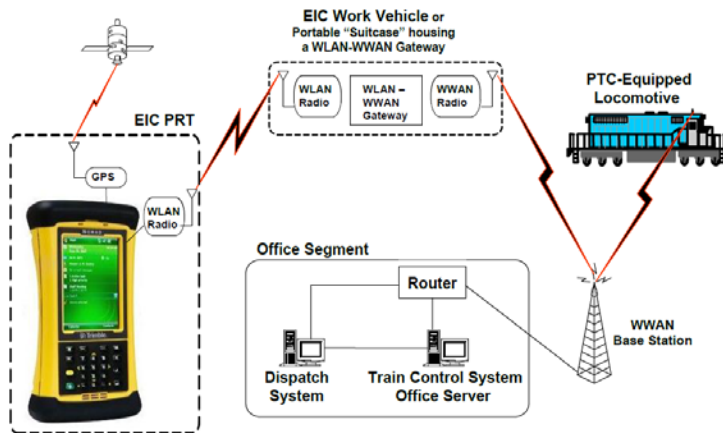 EIC Work Vehicle or
Portable “Suitcase” housing
a WLAN-WWAN Gateway
WLAN
Radio
WLAN –
WWAN
Gateway
WWAN
Radio
PTC-Equipped
Locomotive
EIC PRT
GPS
WLAN
Radio
Trimble
Office Segment
Router
Dispatch
System
Train Control System
Office Server
WWAN
Base Station